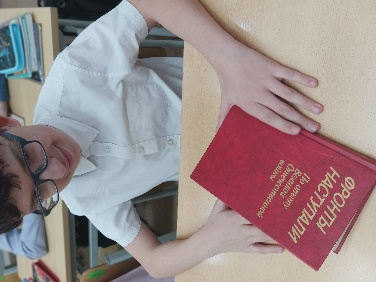 ФРОНТЫ
НАСТУПАЛИ
По опыту
Великой
Отечественной
войны